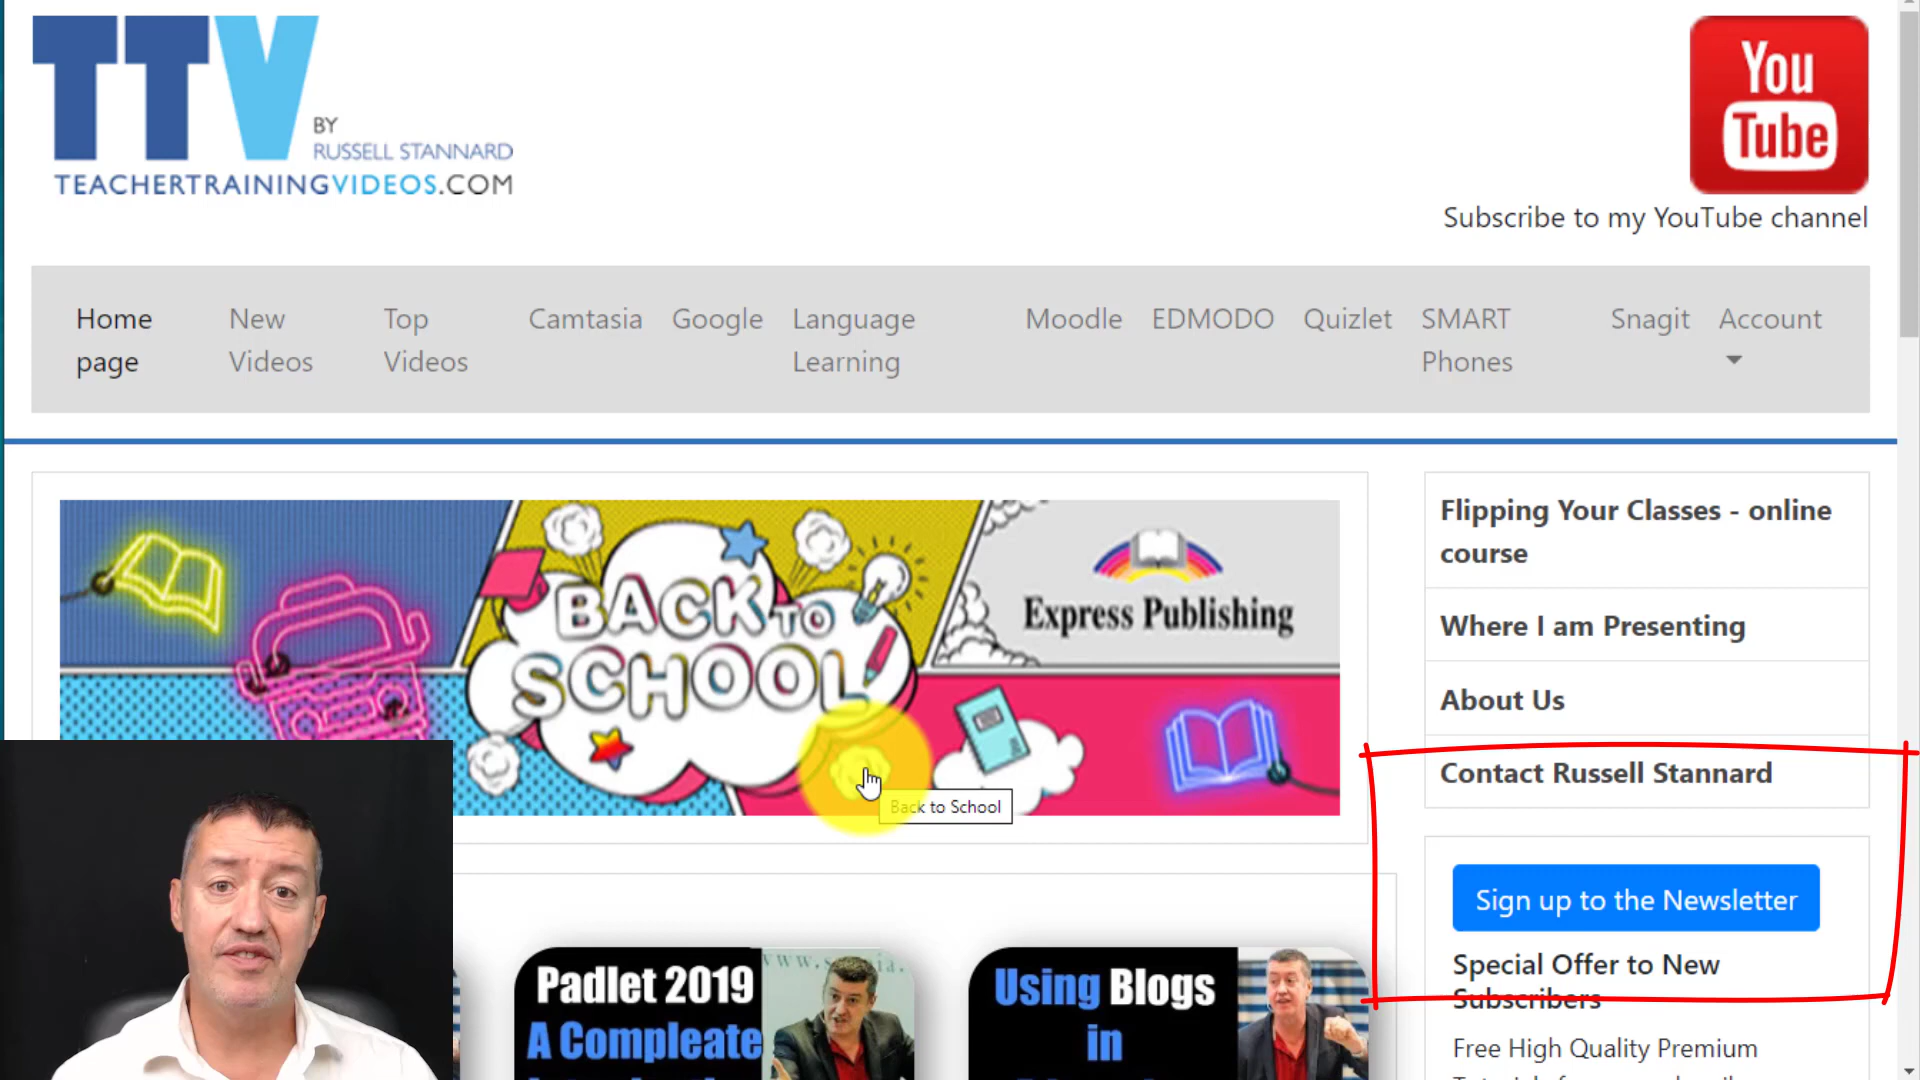 TTV
BY
RUSSELL STANNARD
TEACHERTRAININGVIDEOS.COM
You
Tube
Subscribe to my YouTube channel
Home page
New Videos
Top Videos
Camtasia
Google
Language Learning
Moodle
EDMODO
Quizlet
SMART Phones
Snagit
Account
BACK TO
SCHOOL
Express Publishing
Back to School
Flipping Your Classes - online
course
Where I am Presenting
About Us
Contact Russell Stannard
Sign up to the Newsletter
Special Offer to New
Subscribers
Free High Quality Premium
Padlet 2019
A Compleate
Using Blogs
in